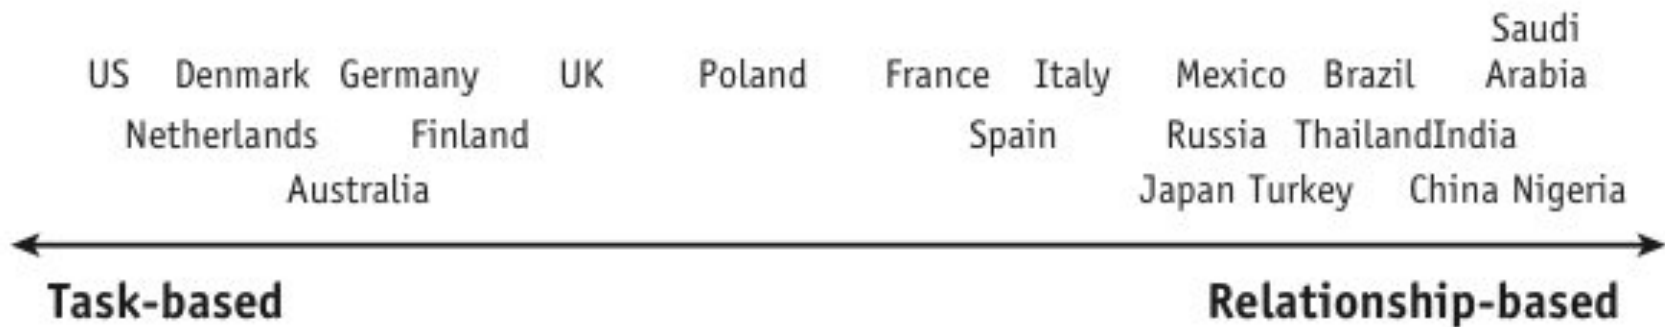 Saudi
US Denmark Germany UK Poland France Italy Mexico Brazil Arabia
Netherlands Finland Spain Russia ThailandIndia
Australia Japan Turkey China Nigeria
Task-based Relationship-based